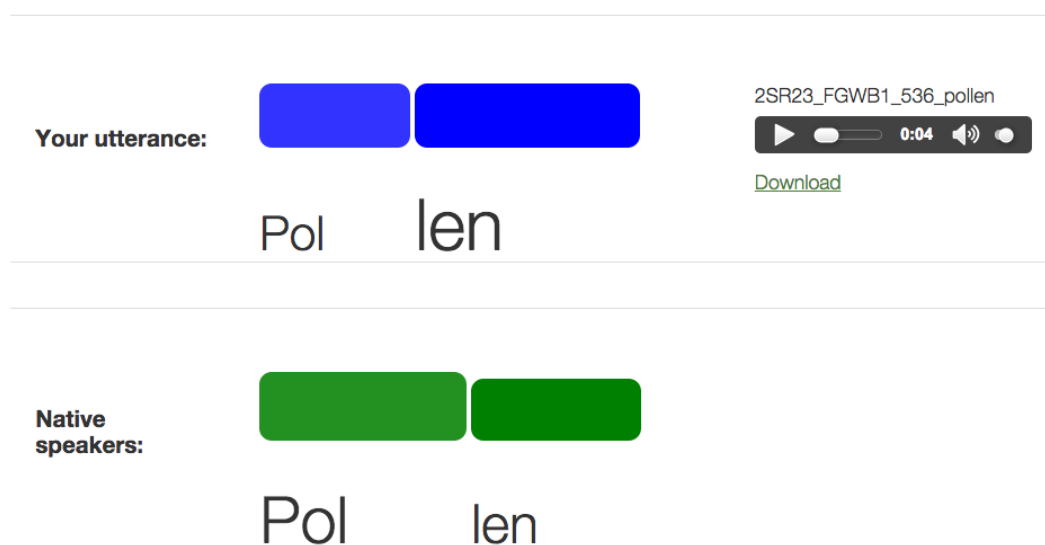 2SR23_FGWB1_536_pollen
Your utterance:
0:04
Download
Pol len
Native
speakers:
Pol len